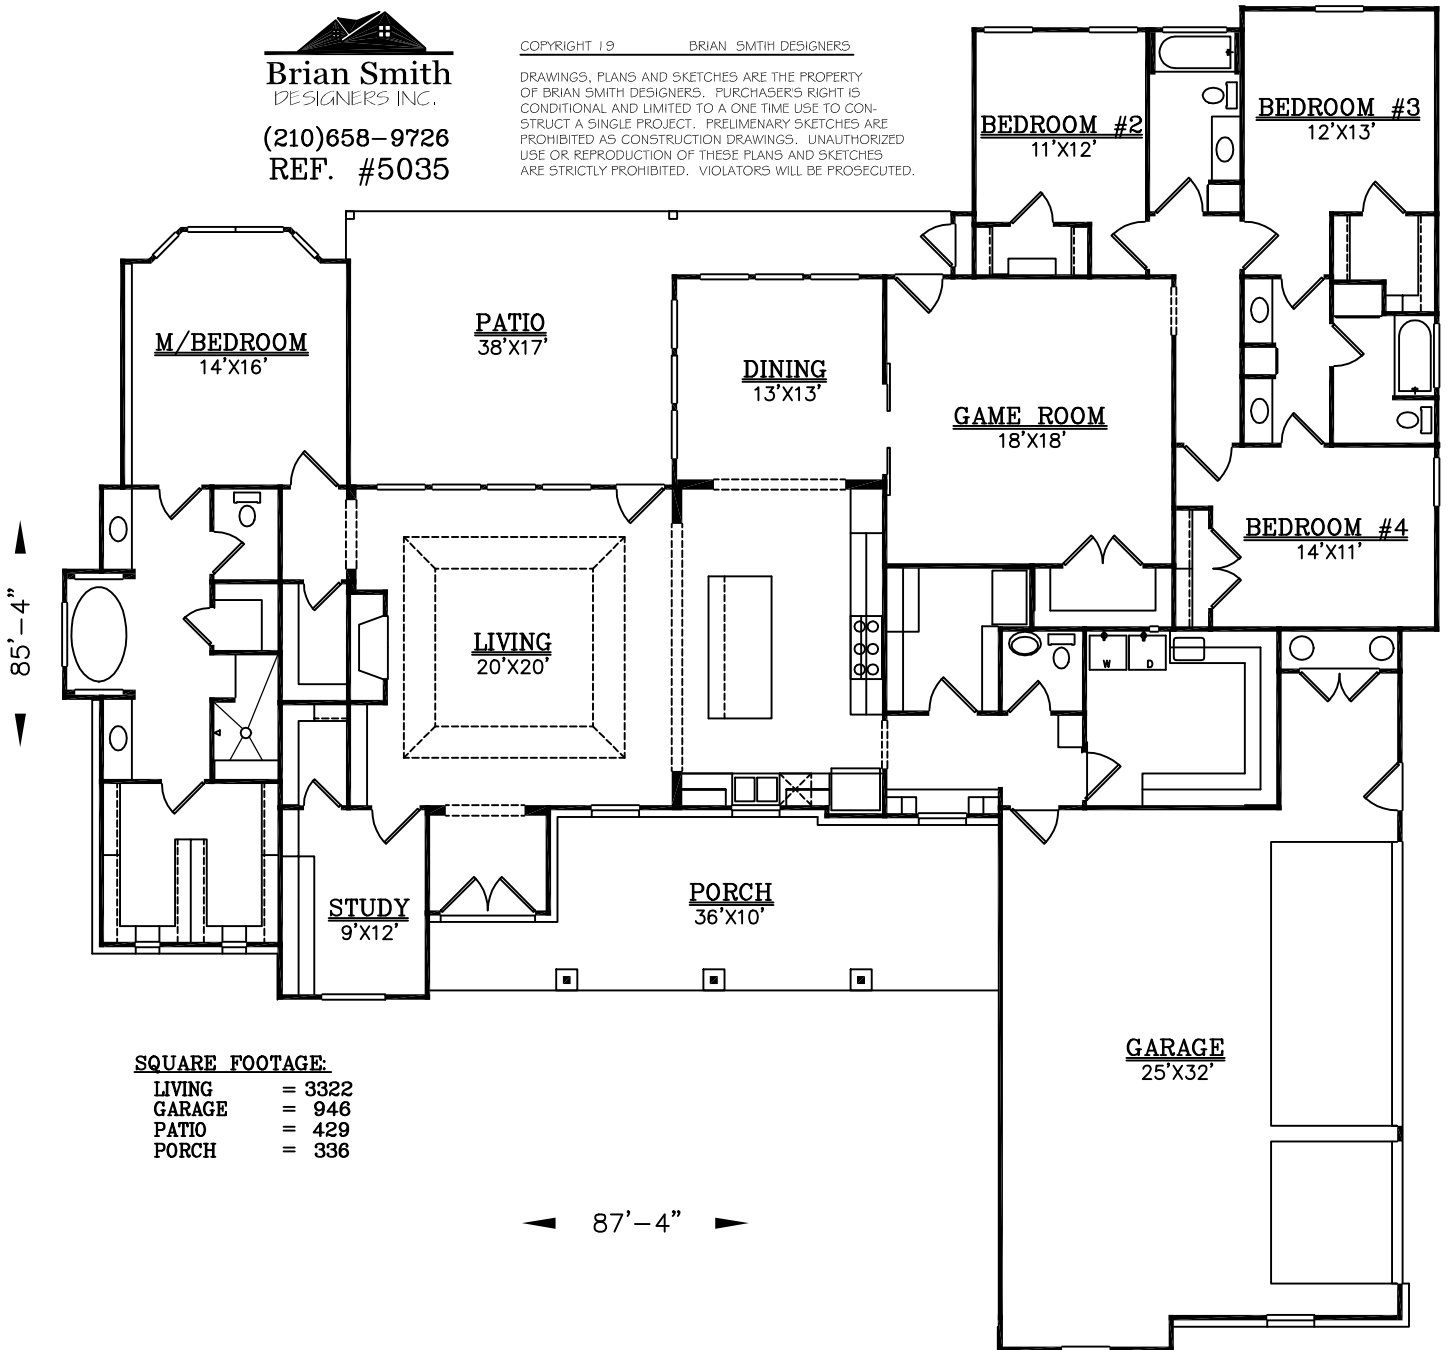 Brian Smith
DESIGNERS INC.
(210)658-9726
REF. #5035
COPYRIGHT 19 BRIAN SMTIH DESIGNERS
DRAWINGS, PLANS AND SKETCHES ARE THE PROPERTY
OF BRIAN SMITH DESIGNERS. PURCHASER'S RIGHT IS
CONDITIONAL AND LIMITED TO A ONE TIME USE TO CON-
STRUCT A SINGLE PROJECT. PRELIMENARY SKETCHES ARE
PROHIBITED AS CONSTRUCTION DRAWINGS. UNAUTHORIZED
USE OR REPRODUCTION OF THESE PLANS AND SKETCHES
ARE STRICTLY PROHIBITED. VIOLATORS WILL BE PROSECUTED.
BEDROOM #2
11'X12'
BEDROOM #3
12'X13'
M/BEDROOM
14'X16'
PATIO
38'X17'
DINING
13'X13'
GAME ROOM
18'X18'
BEDROOM #4
14'X11'
85'-4"
LIVING
20'X20'
W D
STUDY
9'X12'
PORCH
36'X10'
GARAGE
25'X32'
SQUARE FOOTAGE:
LIVING = 3322
GARAGE = 946
PATIO = 429
PORCH = 336
87'-4"